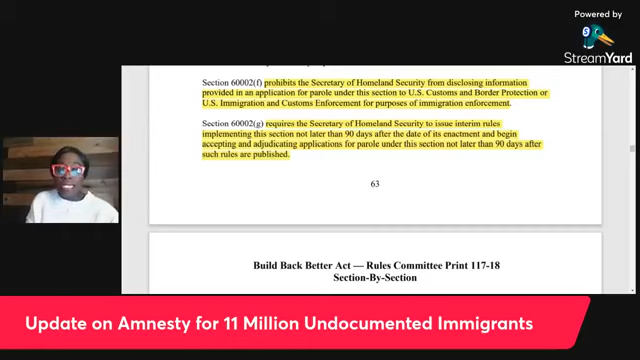 Powered by
StreamYard
Section 60002(f) prohibits the Secretary of Homeland Security from disclosing information
provided in an application for parole under this section to U.S. Customs and Border Protection or
U.S. Immigration and Customs Enforcement for purposes of immigration enforcement.
Section 60002(g) requires the Secretary of Homeland Security to issue interim rules
implementing this section not later than 90 days after the date of its enactment and begin
accepting and adjudicating applications for parole under this section not later than 90 days after
such rules are published.
63
Build Back Better Act — Rules Committee Print 117-18
Section-By-Section
Update on Amnesty for 11 Million Undocumented Immigrants